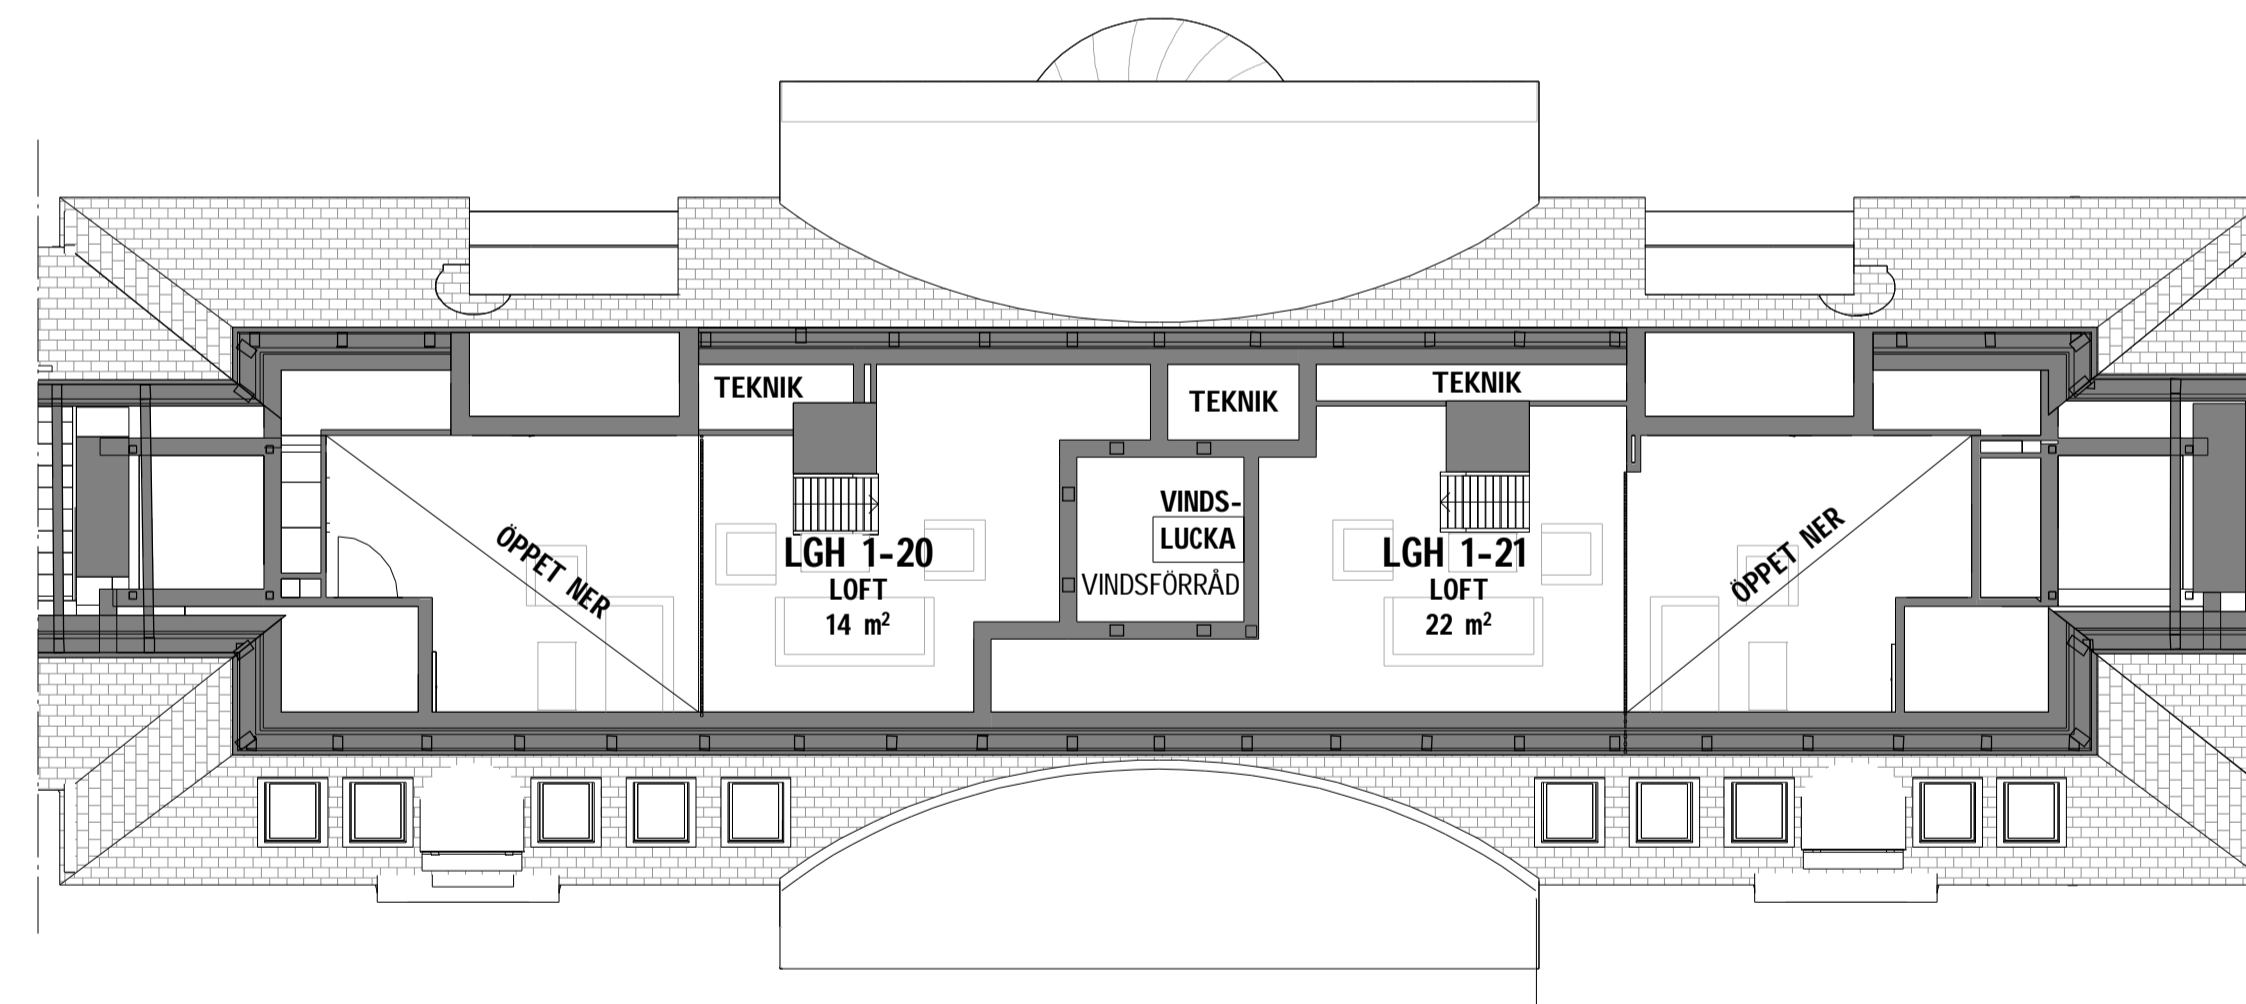 TEKNIK
TEKNIK
TEKNIK
ÖPPET NER
LGH 1-20
LOFT
14 m²
VINDS-
LUCKA
VINDSFÖRRÅD
LGH 1-21
LOFT
22 m²
ÖPPET NER